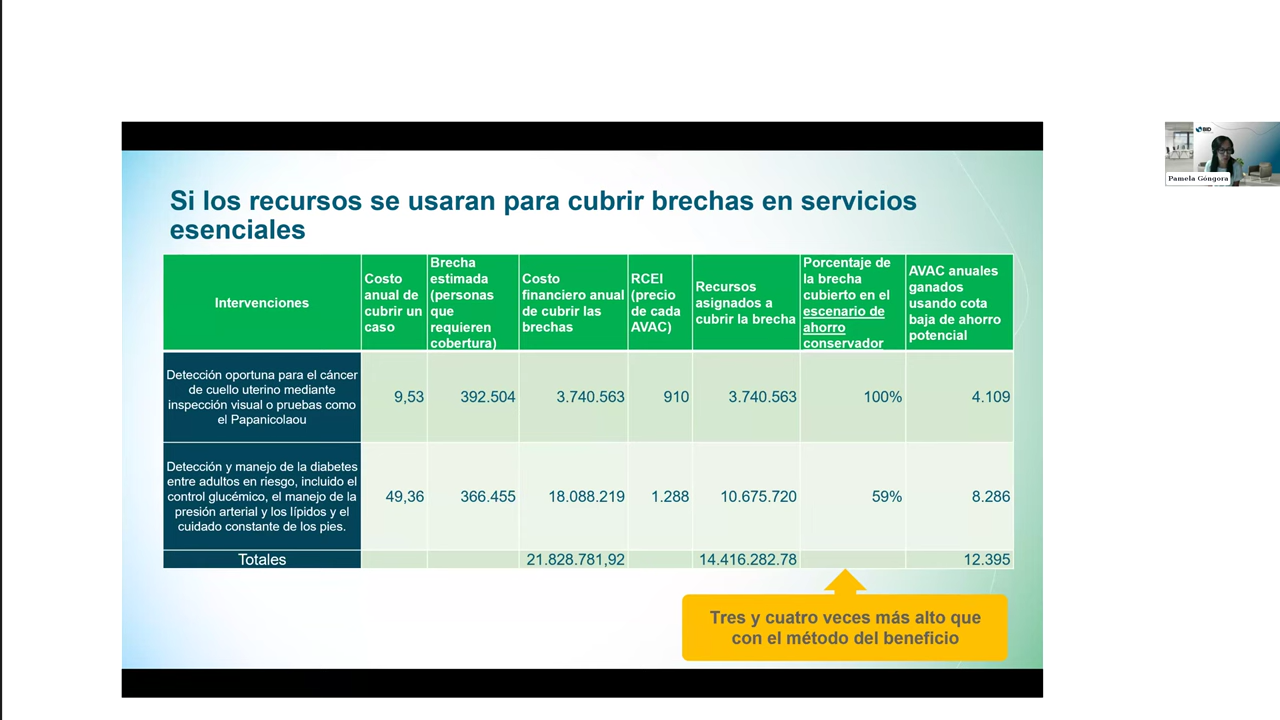 BID
Pamela Góngora
Si los recursos se usaran para cubrir brechas en servicios
esenciales
Intervenciones
Costo
anual de
cubrir un
caso
Brecha
estimada
(personas
que
requieren
cobertura)
Costo
financiero anual
de cubrir las
brechas
RCEI
(precio
de cada
AVAC)
Recursos
asignados a
cubrir la brecha
Porcentaje de
la brecha
cubierto en el
escenario de
ahorro
conservador
AVAC anuales
ganados
usando cota
baja de ahorro
potencial
Detección oportuna para el cáncer
de cuello uterino mediante
inspección visual o pruebas como
el Papanicolaou
9,53
392.504
3.740.563
910
3.740.563
100%
4.109
Detección y manejo de la diabetes
entre adultos en riesgo, incluido el
control glucémico, el manejo de la
presión arterial y los lípidos y el
cuidado constante de los pies.
49,36
366.455
18.088.219
1.288
10.675.720
59%
8.286
Totales
21.828.781,92
14.416.282.78
12.395
Tres y cuatro veces más alto que
con el método del beneficio